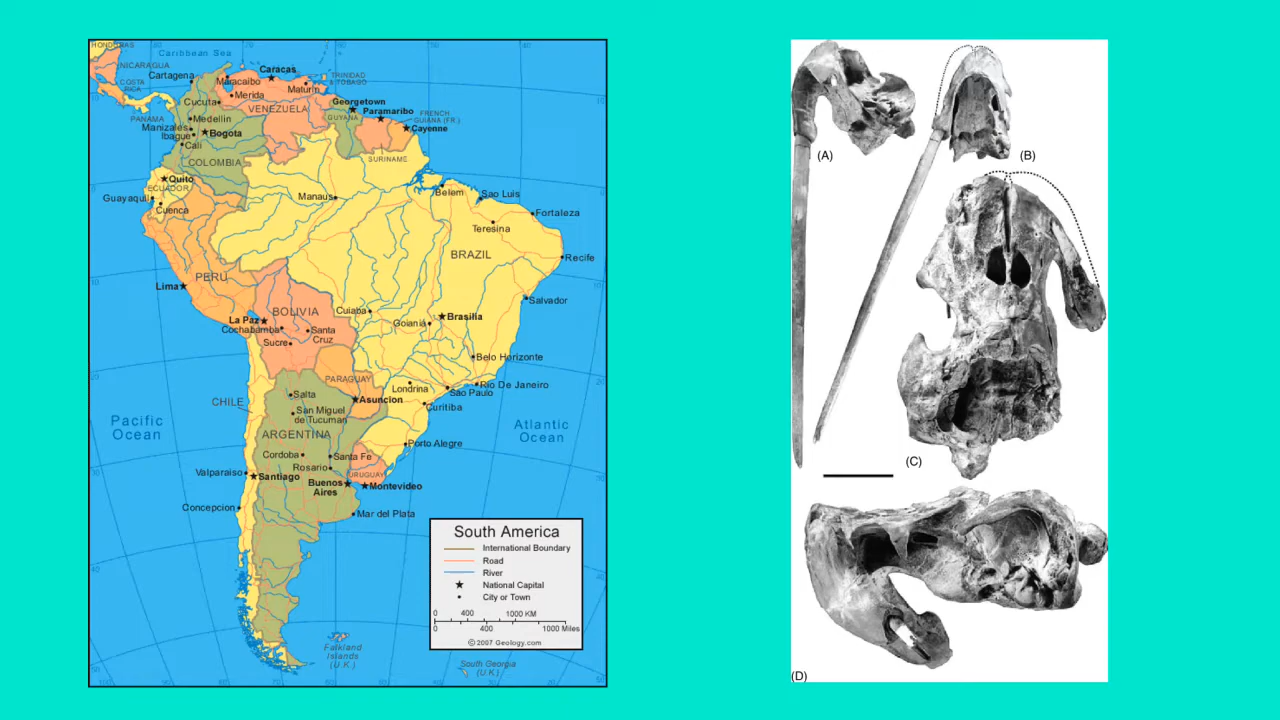 HONDURAS
Caribbean Sea
NICARAGUA
COSTA
RICA
PANAMA
Cartagena
Maracaibo
Caracas
Merida
Maturin
TRINIDAD
& TOBAGO
Cucuta
VENEZUELA
Georgetown
Paramaribo
GUYANA
FRENCH
GUIANA (FR.)
Cayenne
SURINAME
Medellin
Manizales
Ibague
Bogota
Cali
COLOMBIA
Quito
ECUADOR
Guayaquil
Cuenca
Manaus
Belem
Sao Luis
Fortaleza
Teresina
BRAZIL
Recife
PERU
Lima
Salvador
BOLIVIA
La Paz
Cochabamba
Santa
Cruz
Sucre
Cuiaba
Goiania
Brasilia
Belo Horizonte
PARAGUAY
Londrina
Sao Paulo
Rio De Janeiro
Asuncion
Curitiba
CHILE
Salta
San Miguel
de Tucuman
ARGENTINA
Pacific
Ocean
Atlantic
Ocean
Porto Alegre
Cordoba
Santa Fe
Rosario
URUGUAY
Valparaiso
Santiago
Buenos
Aires
Montevideo
Concepcion
Mar del Plata
Falkland
Islands
(U.K.)
South Georgia
(U.K.)
South America
International Boundary
Road
River
National Capital
City or Town
0 400 1000 KM
0 400 1000 Miles
© 2007 Geology.com
(A)
(B)
(C)
(D)